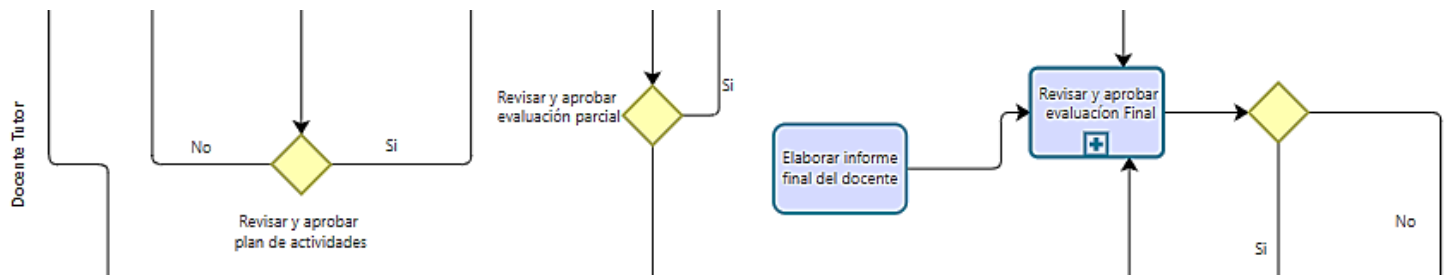 Docente Tutor
No
Si
Revisar y aprobar
plan de actividades
Revisar y aprobar
evaluación parcial
Si
Elaborar informe
final del docente
Revisar y aprobar
evaluacíon Final
Si
No